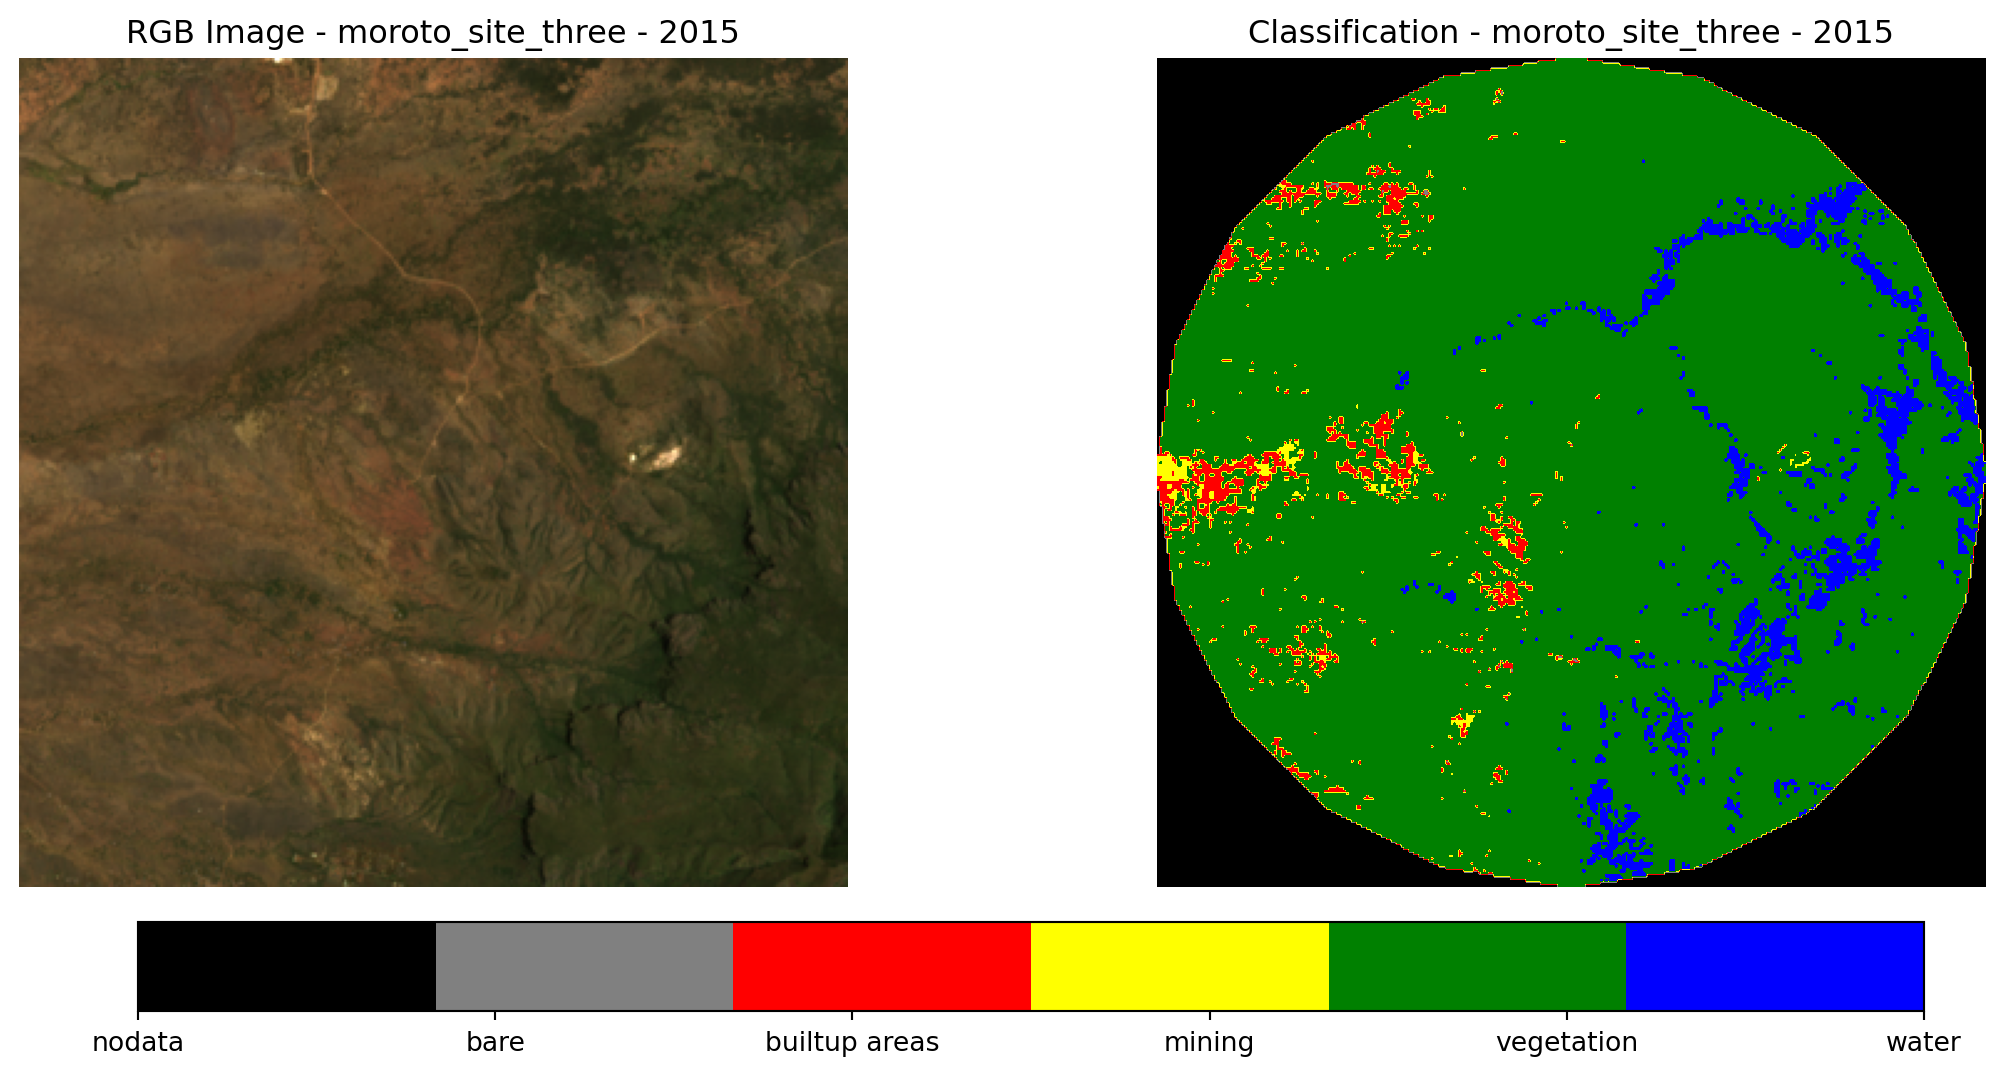 RGB Image - moroto_site_three - 2015
Classification - moroto_site_three - 2015
nodata
bare
builtup areas
mining
vegetation
water